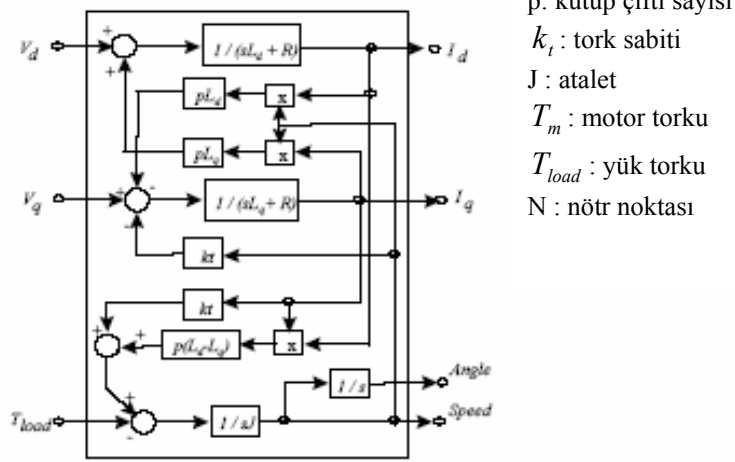 p: kutup çifti sayısı
k_t : tork sabiti
J : atalet
T_m : motor torku
T_load : yük torku
N : nötr noktası
V_d
+
+
1 / (sL_d + R)
I_d
pL_d
x
pL_q
x
V_q
+
-
-
1 / (sL_q + R)
I_q
kt
kt
+
+
p(L_d-L_q)
x
1 / s
Angle
T_load
+
-
1 / sJ
Speed